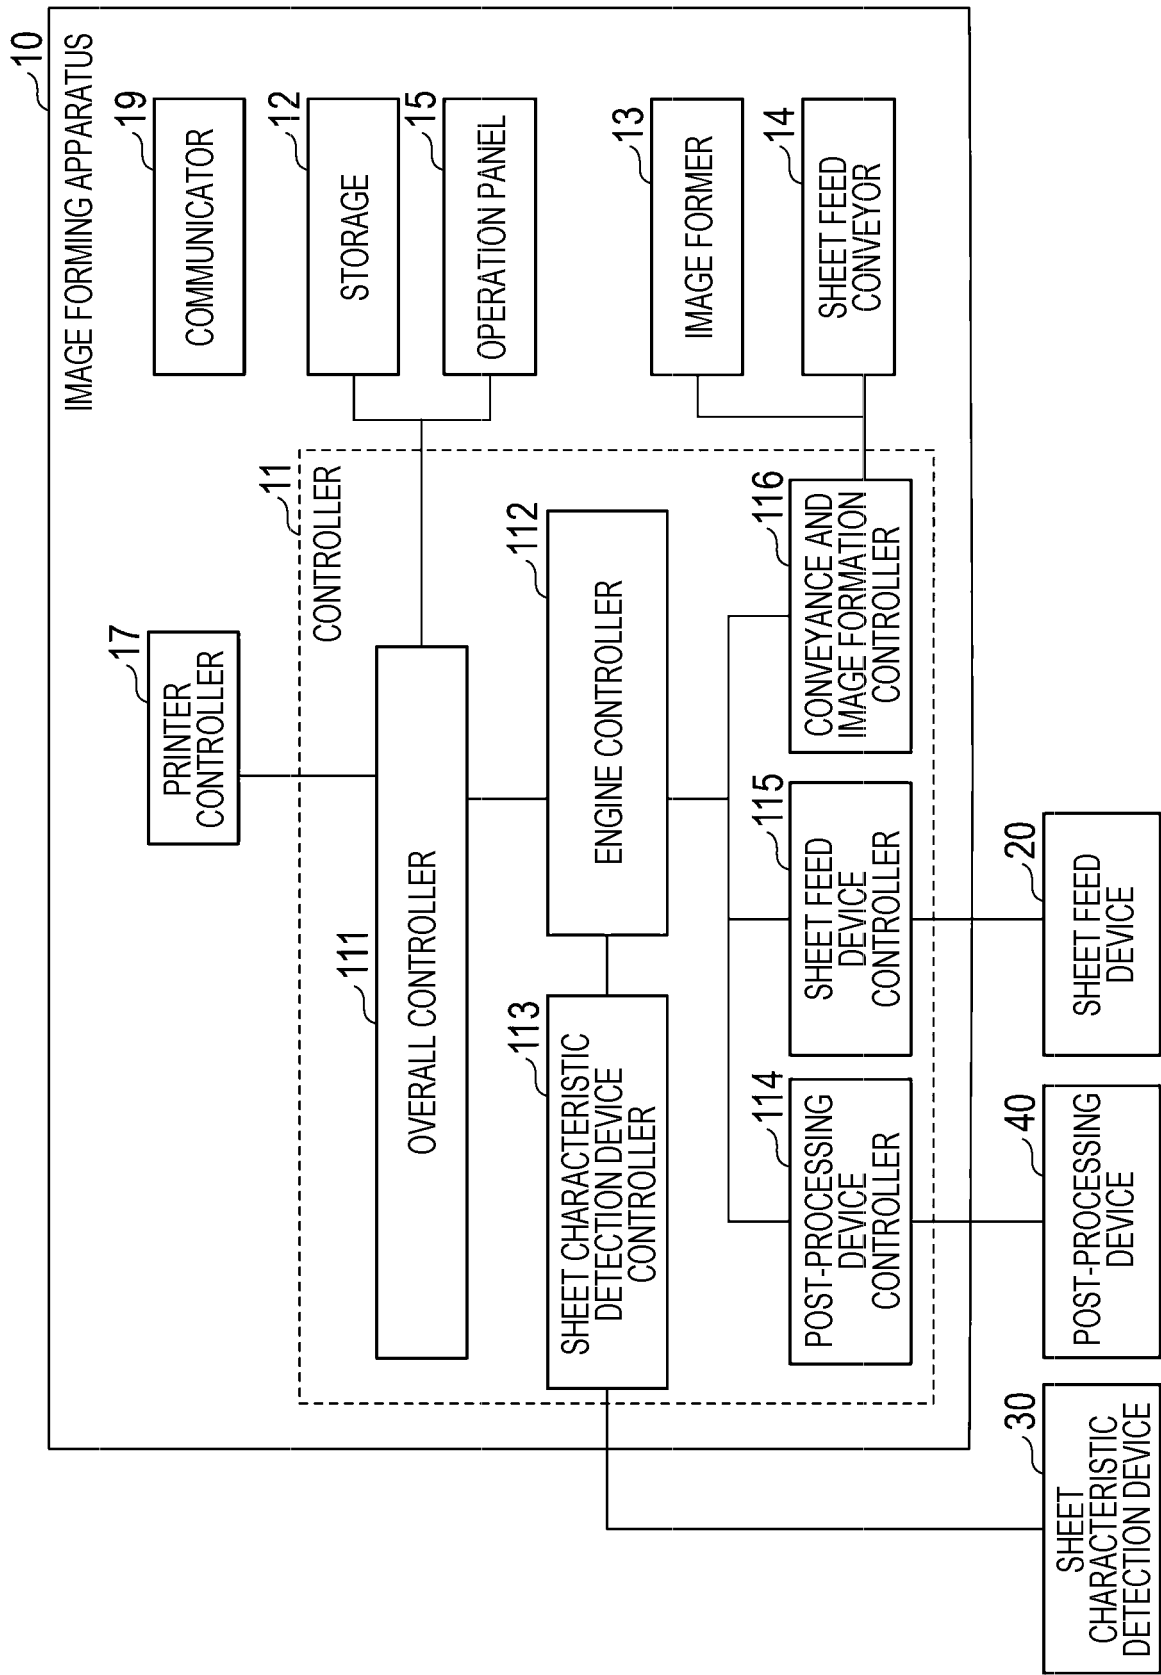 10
IMAGE FORMING APPARATUS
17
PRINTER
CONTROLLER
19
COMMUNICATOR
11
CONTROLLER
12
STORAGE
111
OVERALL CONTROLLER
15
OPERATION PANEL
113
SHEET CHARACTERISTIC
DETECTION DEVICE
CONTROLLER
112
ENGINE CONTROLLER
13
IMAGE FORMER
114
POST-PROCESSING
DEVICE
CONTROLLER
115
SHEET FEED
DEVICE
CONTROLLER
116
CONVEYANCE AND
IMAGE FORMATION
CONTROLLER
14
SHEET FEED
CONVEYOR
30
SHEET
CHARACTERISTIC
DETECTION DEVICE
40
POST-PROCESSING
DEVICE
20
SHEET FEED
DEVICE